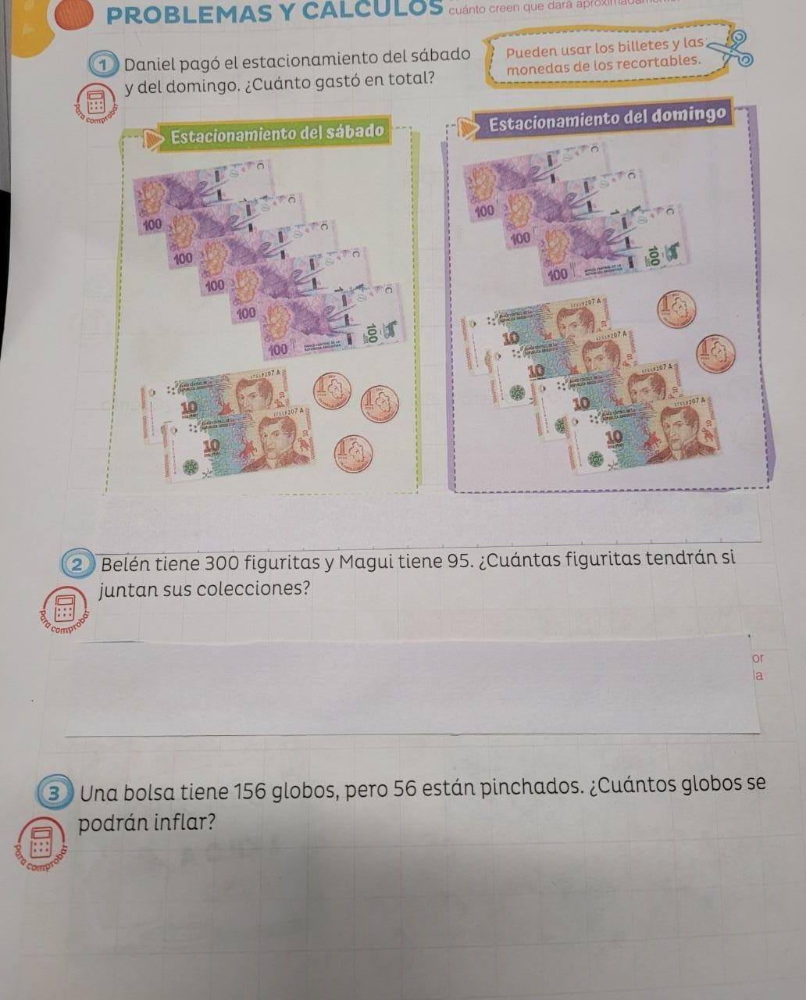 PROBLEMAS Y CÁLCULOS
cuánto creen que dará
1 Daniel pagó el estacionamiento del sábado
y del domingo. ¿Cuánto gastó en total?
Pueden usar los billetes y las
monedas de los recortables.
Para comprobar
Estacionamiento del sábado
Estacionamiento del domingo
100
100
100
100
100
100
10
10
1
1
1
100
100
100
100
10
10
10
10
1
1
2 Belén tiene 300 figuritas y Magui tiene 95. ¿Cuántas figuritas tendrán si
juntan sus colecciones?
Para comprobar
or
la
3 Una bolsa tiene 156 globos, pero 56 están pinchados. ¿Cuántos globos se
podrán inflar?
Para comprobar